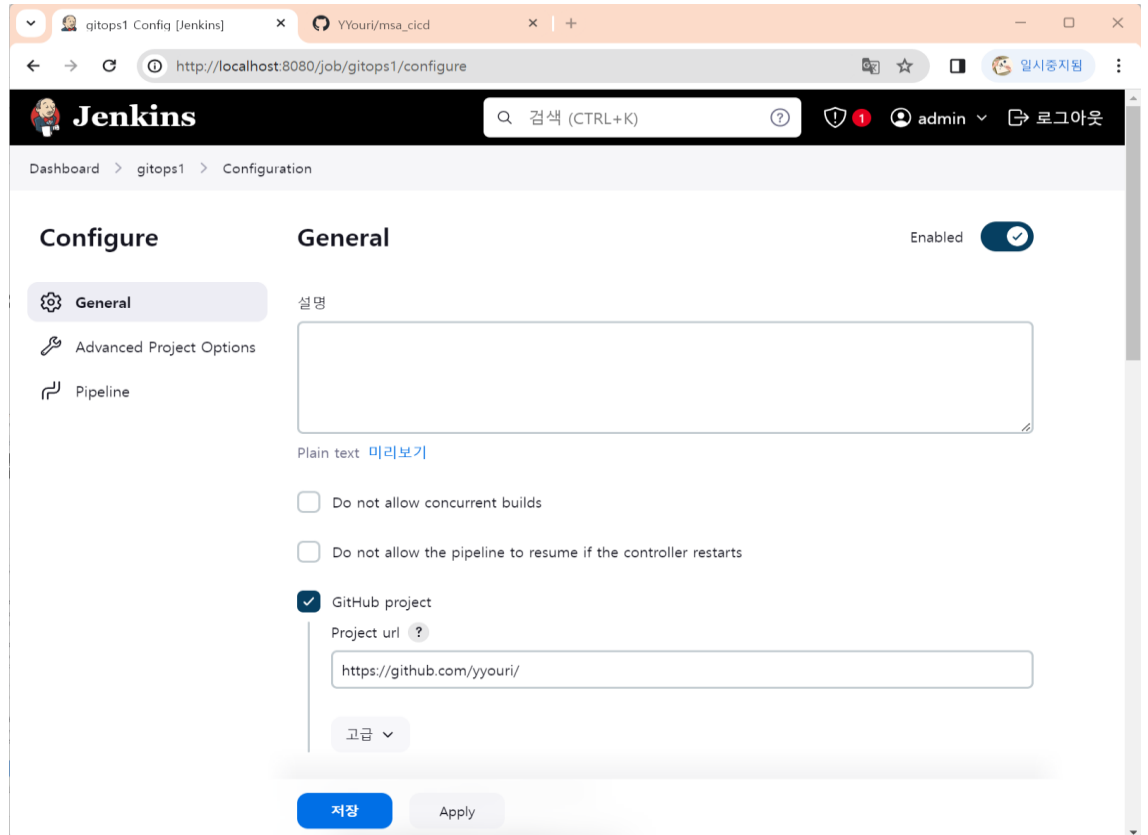 gitops1 Config [Jenkins]
YYouri/msa_cicd
http://localhost:8080/job/gitops1/configure
일시중지됨
Jenkins
검색 (CTRL+K)
?
1
admin
로그아웃
Dashboard > gitops1 > Configuration
Configure
General
Enabled
General
Advanced Project Options
Pipeline
설명
Plain text 미리보기
Do not allow concurrent builds
Do not allow the pipeline to resume if the controller restarts
GitHub project
Project url ?
https://github.com/yyouri/
고급
저장
Apply